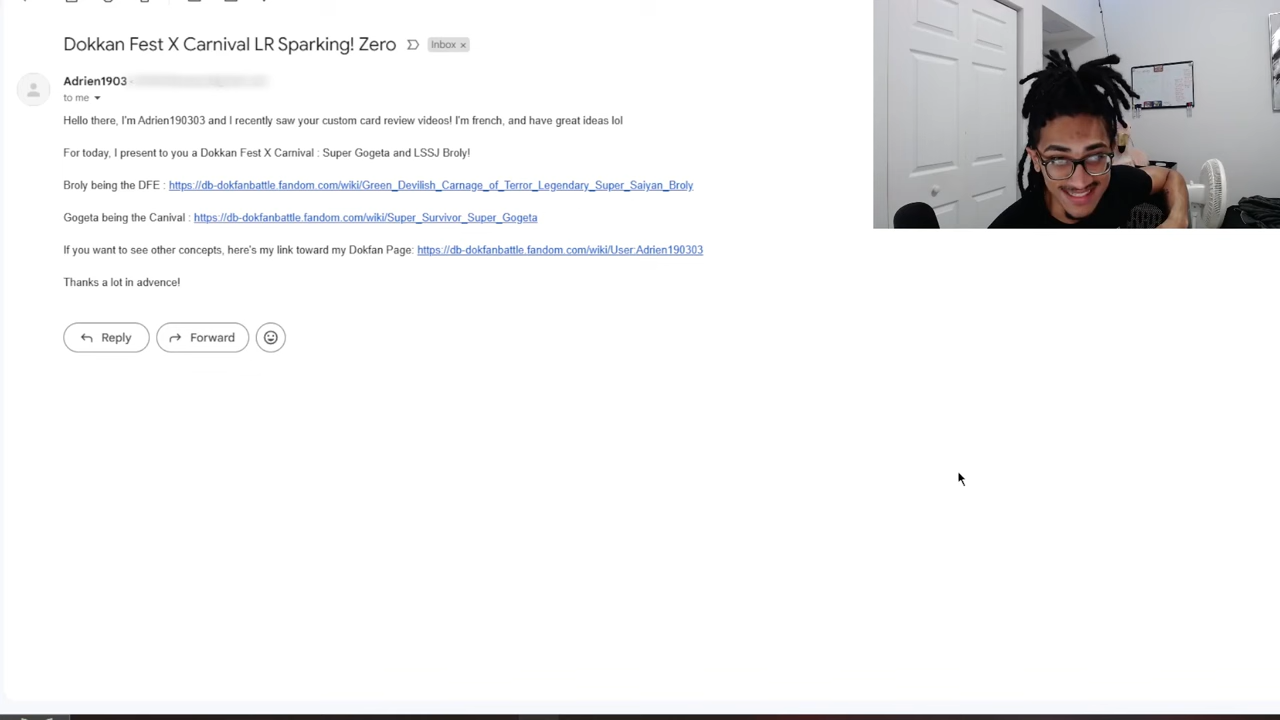 Dokkan Fest X Carnival LR Sparking! Zero Inbox ×
Adrien1903
to me
Hello there, I'm Adrien190303 and I recently saw your custom card review videos! I'm french, and have great ideas lol
For today, I present to you a Dokkan Fest X Carnival : Super Gogeta and LSSJ Broly!
Broly being the DFE : https://db-dokfanbattle.fandom.com/wiki/Green_Devilish_Carnage_of_Terror_Legendary_Super_Saiyan_Broly
Gogeta being the Canival : https://db-dokfanbattle.fandom.com/wiki/Super_Survivor_Super_Gogeta
If you want to see other concepts, here's my link toward my Dokfan Page: https://db-dokfanbattle.fandom.com/wiki/User:Adrien190303
Thanks a lot in advence!
Reply Forward